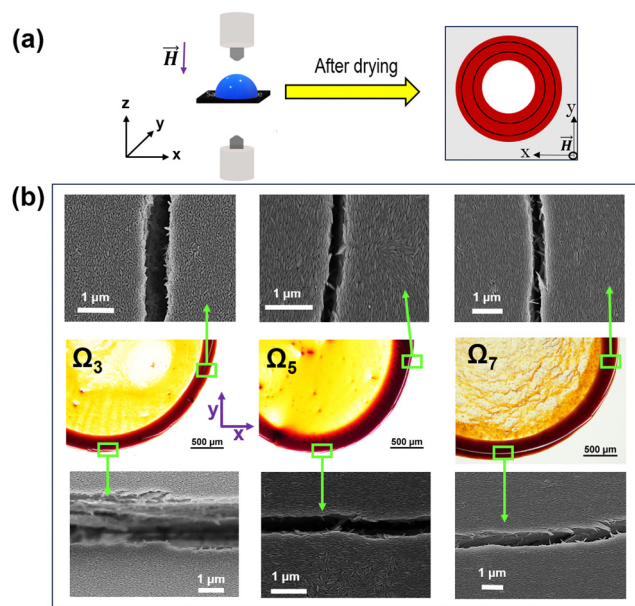 (a)
H
After drying
z
y
x
y
x
H
(b)
1 µm
1 µm
1 µm
Ω3
Ω5
Ω7
y
x
500 µm
500 µm
500 µm
1 µm
1 µm
1 µm